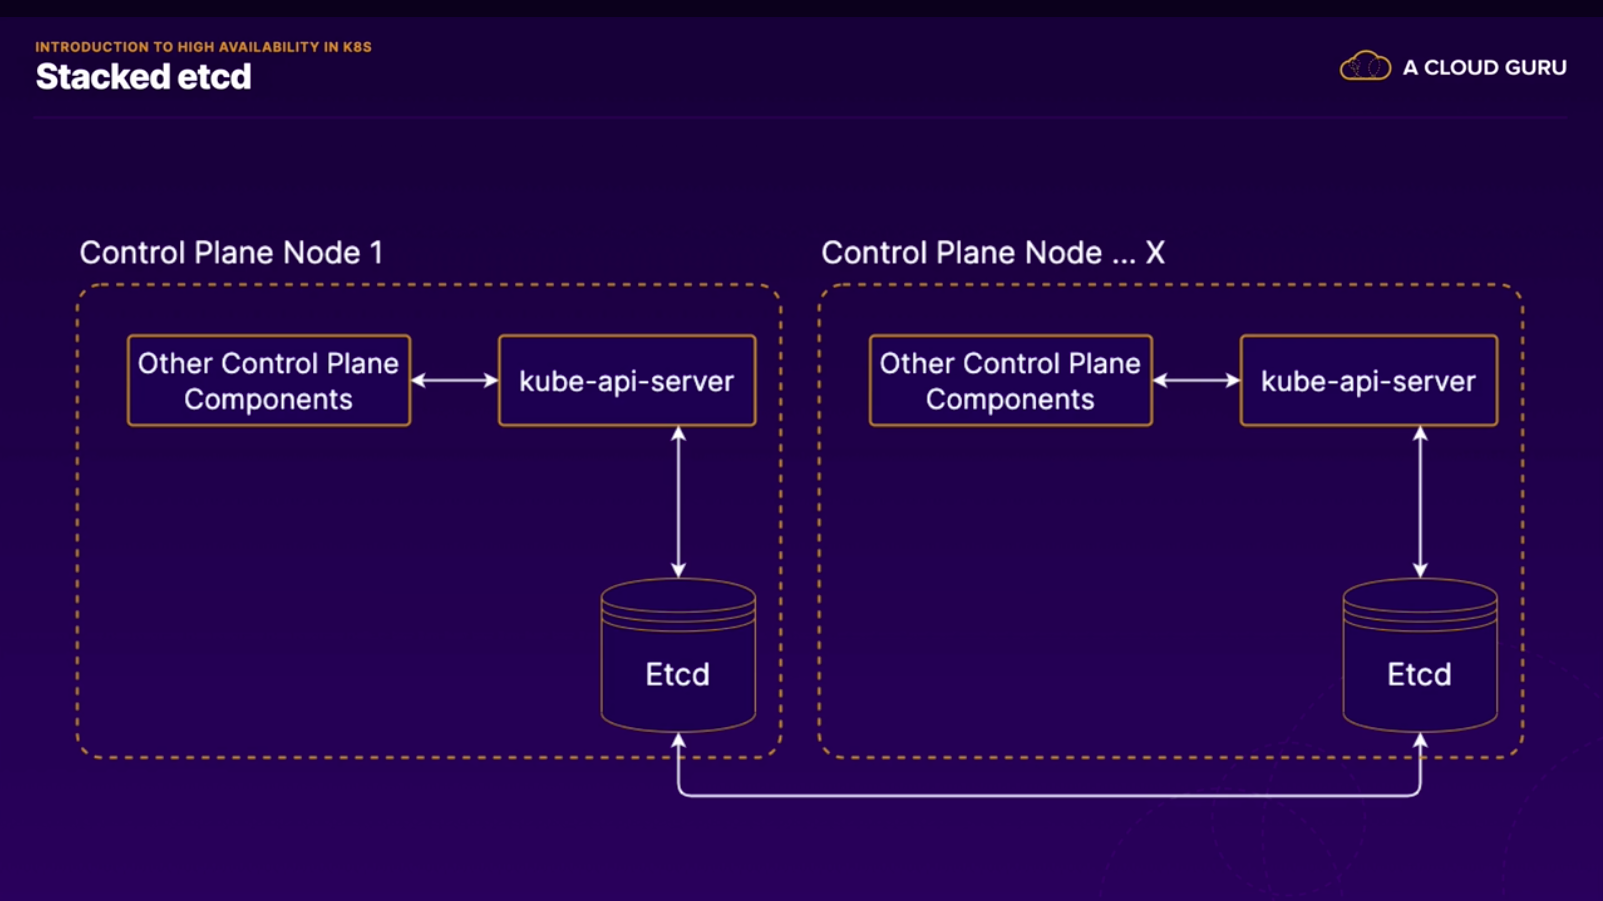 INTRODUCTION TO HIGH AVAILABILITY IN K8S
Stacked etcd
A CLOUD GURU
Control Plane Node 1
Other Control Plane
Components
kube-api-server
Etcd
Control Plane Node ... X
Other Control Plane
Components
kube-api-server
Etcd